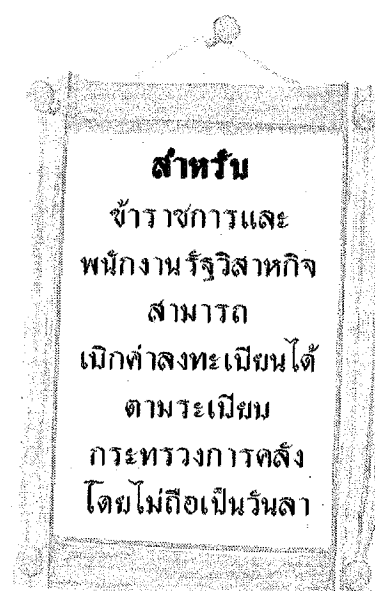 สำหรับ
ข้าราชการและ
พนักงานรัฐวิสาหกิจ
สามารถ
เบิกค่าลงทะเบียนได้
ตามระเบียบ
กระทรวงการคลัง
โดยไม่ถือเป็นวันลา